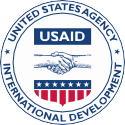 UNITED STATES AGENCY
USAID
INTERNATIONAL DEVELOPMENT